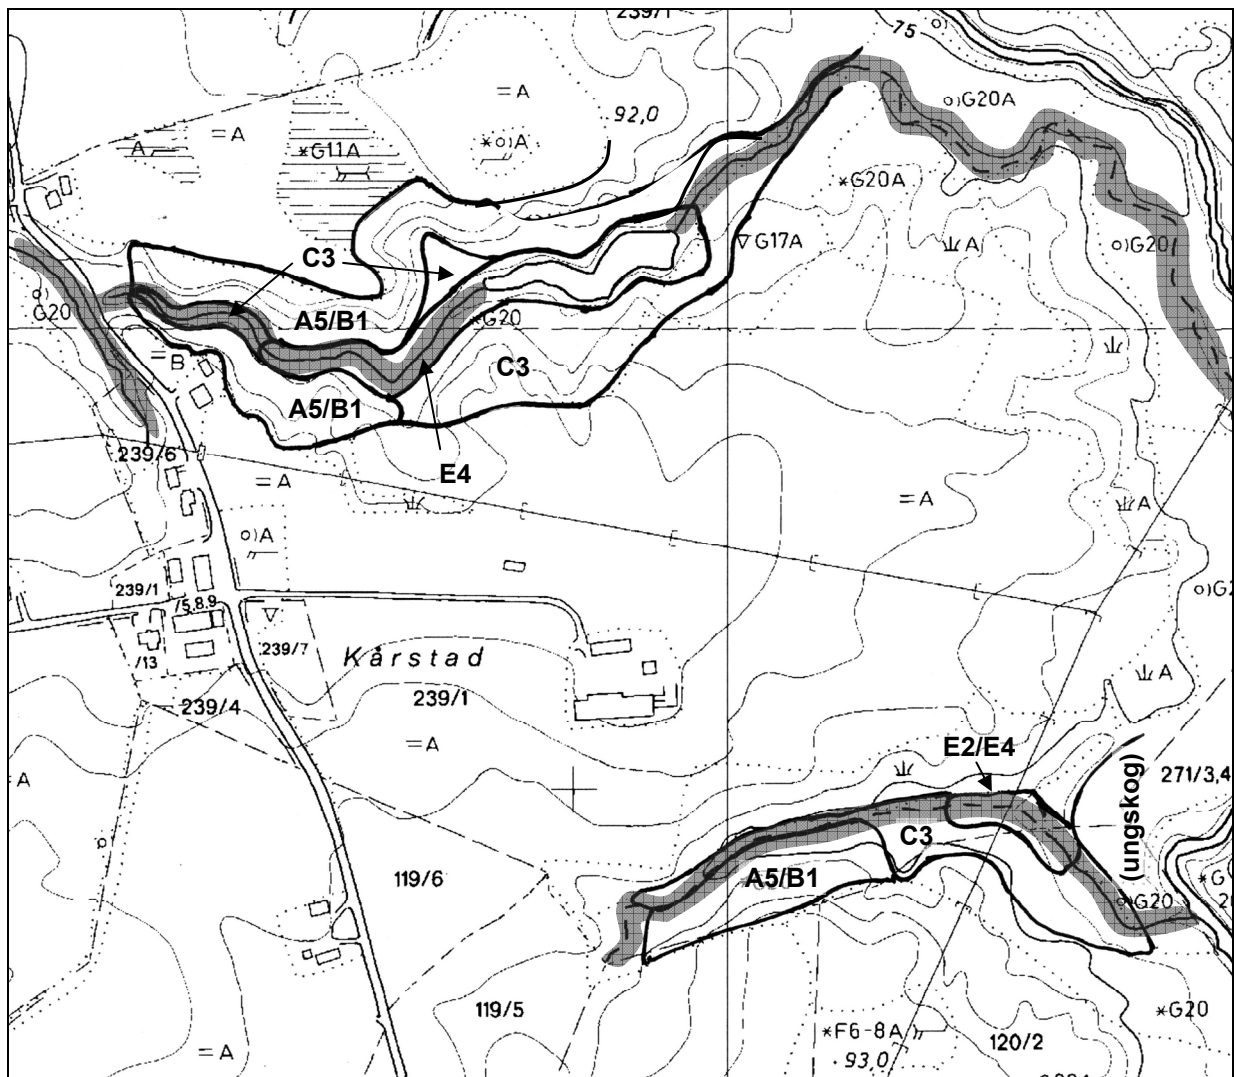 239/1
75
=A
92,0
o)G20A
=A
*o)A
A
*G11A
*G20A
C3
G17A
A
o)G20
G20
A5/B1
G20
=B
C3
A5/B1
239/6
E4
=A
=A
A
o)A
239/1
/5,8,9
/13
239/7
Kårstad
A
239/4
239/1
=A
E2/E4
271/3,4
A
C3
(ungskog)
119/6
A5/B1
G20
119/5
*G20
*F6-8A
=A
93,0
120/2